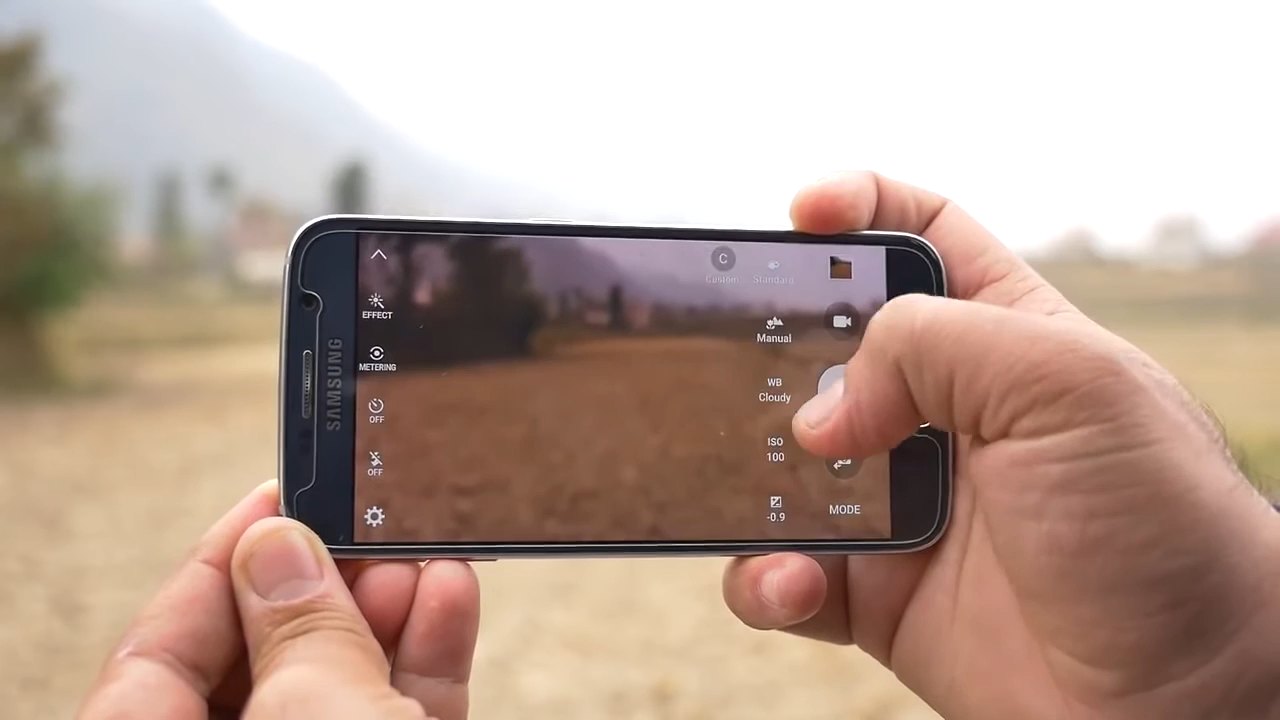 SAMSUNG
EFFECT
METERING
OFF
OFF
C
Custom
Standard
Manual
WB
Cloudy
ISO
100
-0.9
MODE